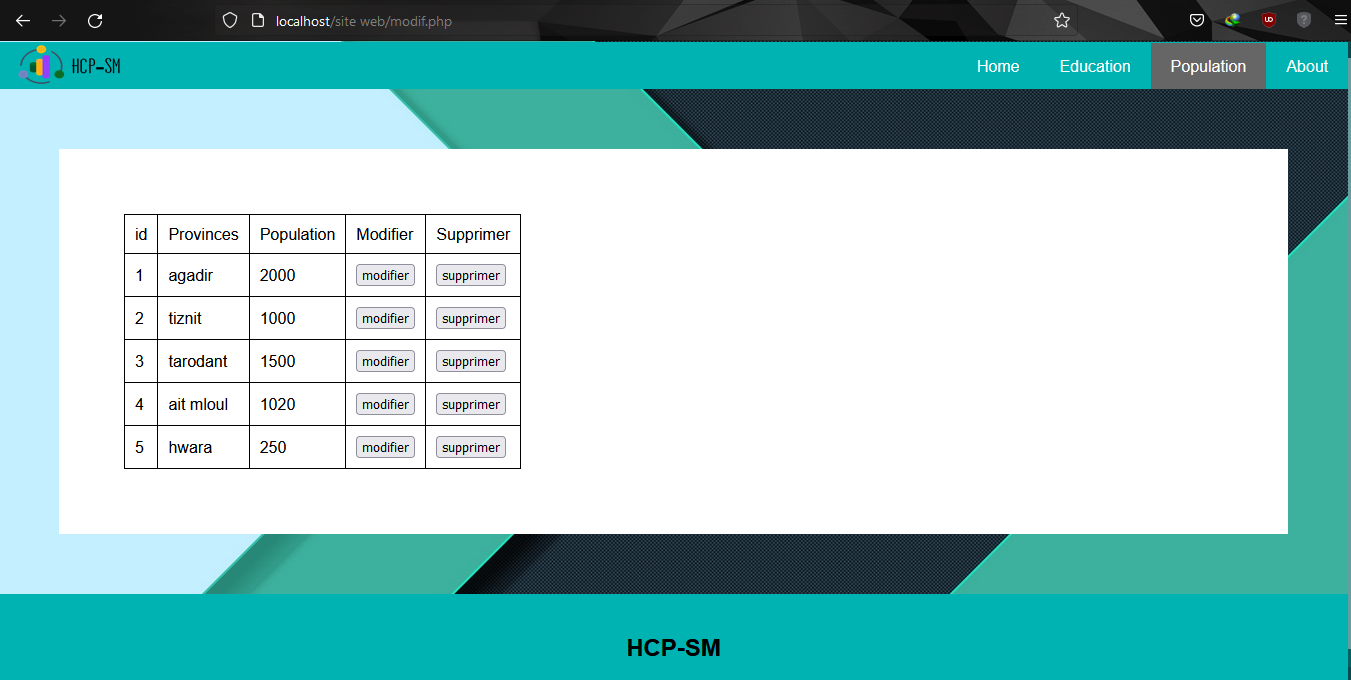 localhost/site web/modif.php
HCP-SM
Home Education Population About
id Provinces Population Modifier Supprimer
1 agadir 2000 modifier supprimer
2 tiznit 1000 modifier supprimer
3 tarodant 1500 modifier supprimer
4 ait mloul 1020 modifier supprimer
5 hwara 250 modifier supprimer
HCP-SM